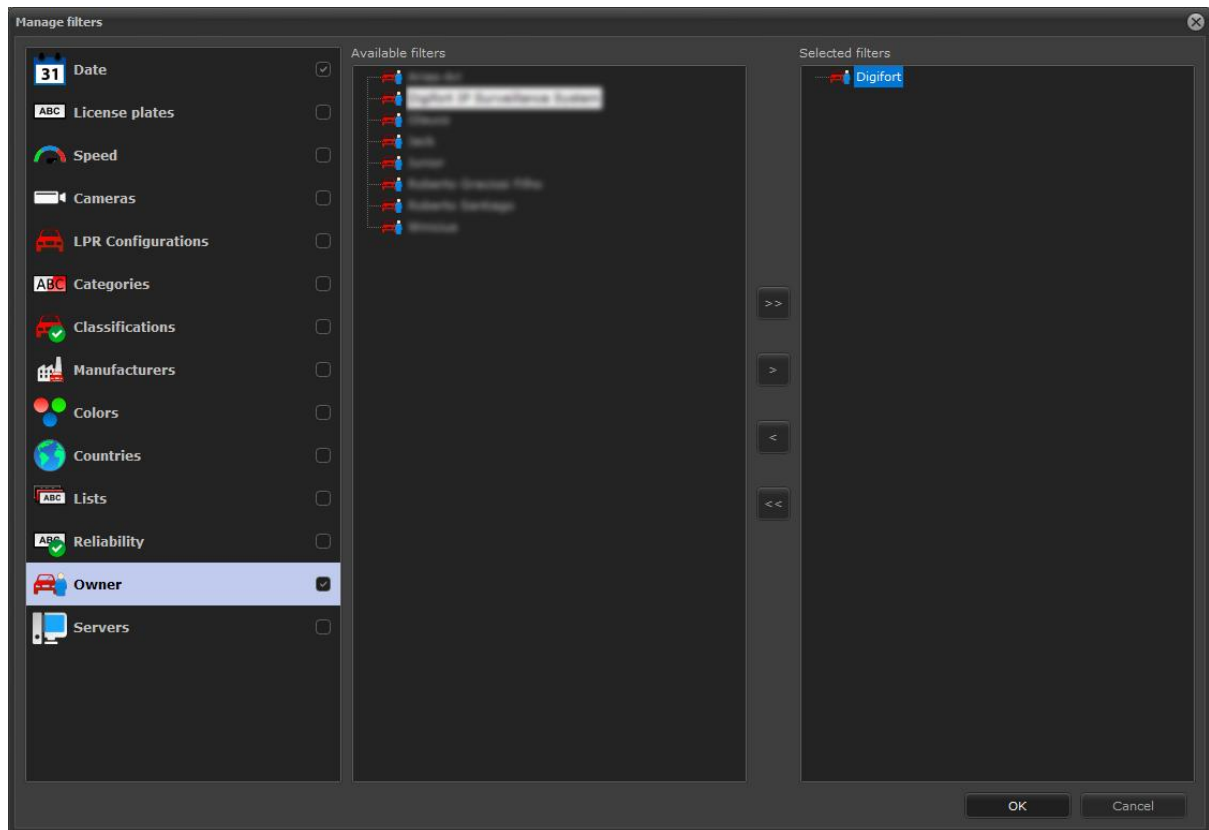 Manage filters
31 Date
ABC License plates
Speed
Cameras
LPR Configurations
ABC Categories
Classifications
Manufacturers
Colors
Countries
ABC Lists
Reliability
Owner
Servers
Available filters
>>
>
<
<<
Selected filters
Digifort
OK
Cancel